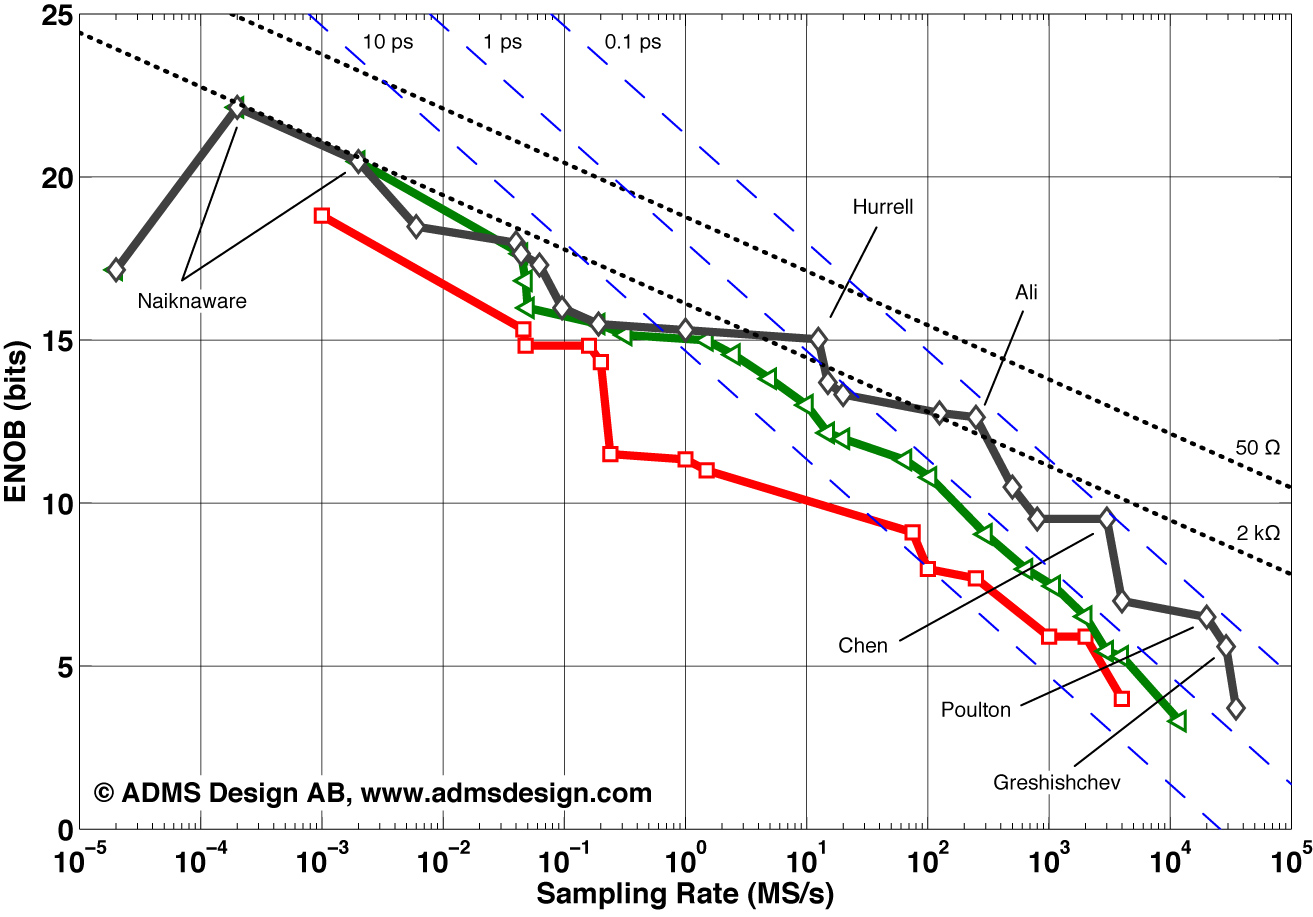 25
20
15
10
5
0
ENOB (bits)
10 ps
1 ps
0.1 ps
Hurrell
Ali
Naiknaware
50 Ω
2 kΩ
Chen
Poulton
Greshishchev
© ADMS Design AB, www.admsdesign.com
10⁻⁵ 10⁻⁴ 10⁻³ 10⁻² 10⁻¹ 10⁰ 10¹ 10² 10³ 10⁴ 10⁵
Sampling Rate (MS/s)